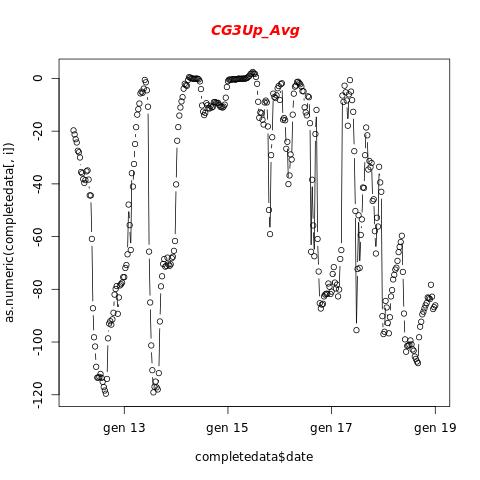 CG3Up_Avg
as.numeric(completedata[, i])
0
-20
-40
-60
-80
-100
-120
gen 13
gen 15
gen 17
gen 19
completedata$date